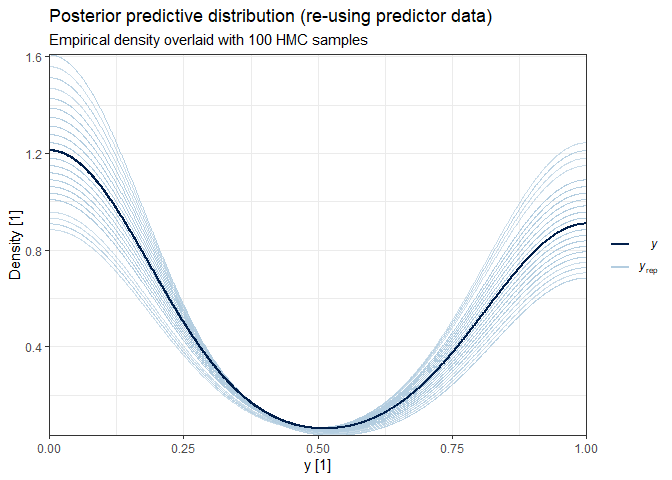 Posterior predictive distribution (re-using predictor data)
Empirical density overlaid with 100 HMC samples
1.6
1.2
0.8
0.4
Density [1]
0.00
0.25
0.50
0.75
1.00
y [1]
y
y rep